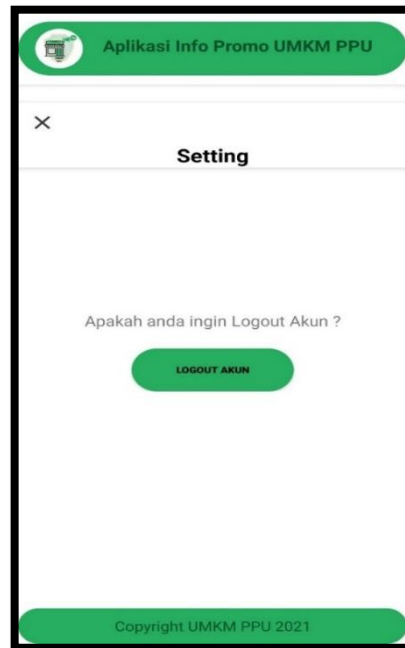 Aplikasi Info Promo UMKM PPU
×
Setting
Apakah anda ingin Logout Akun ?
LOGOUT AKUN
Copyright UMKM PPU 2021